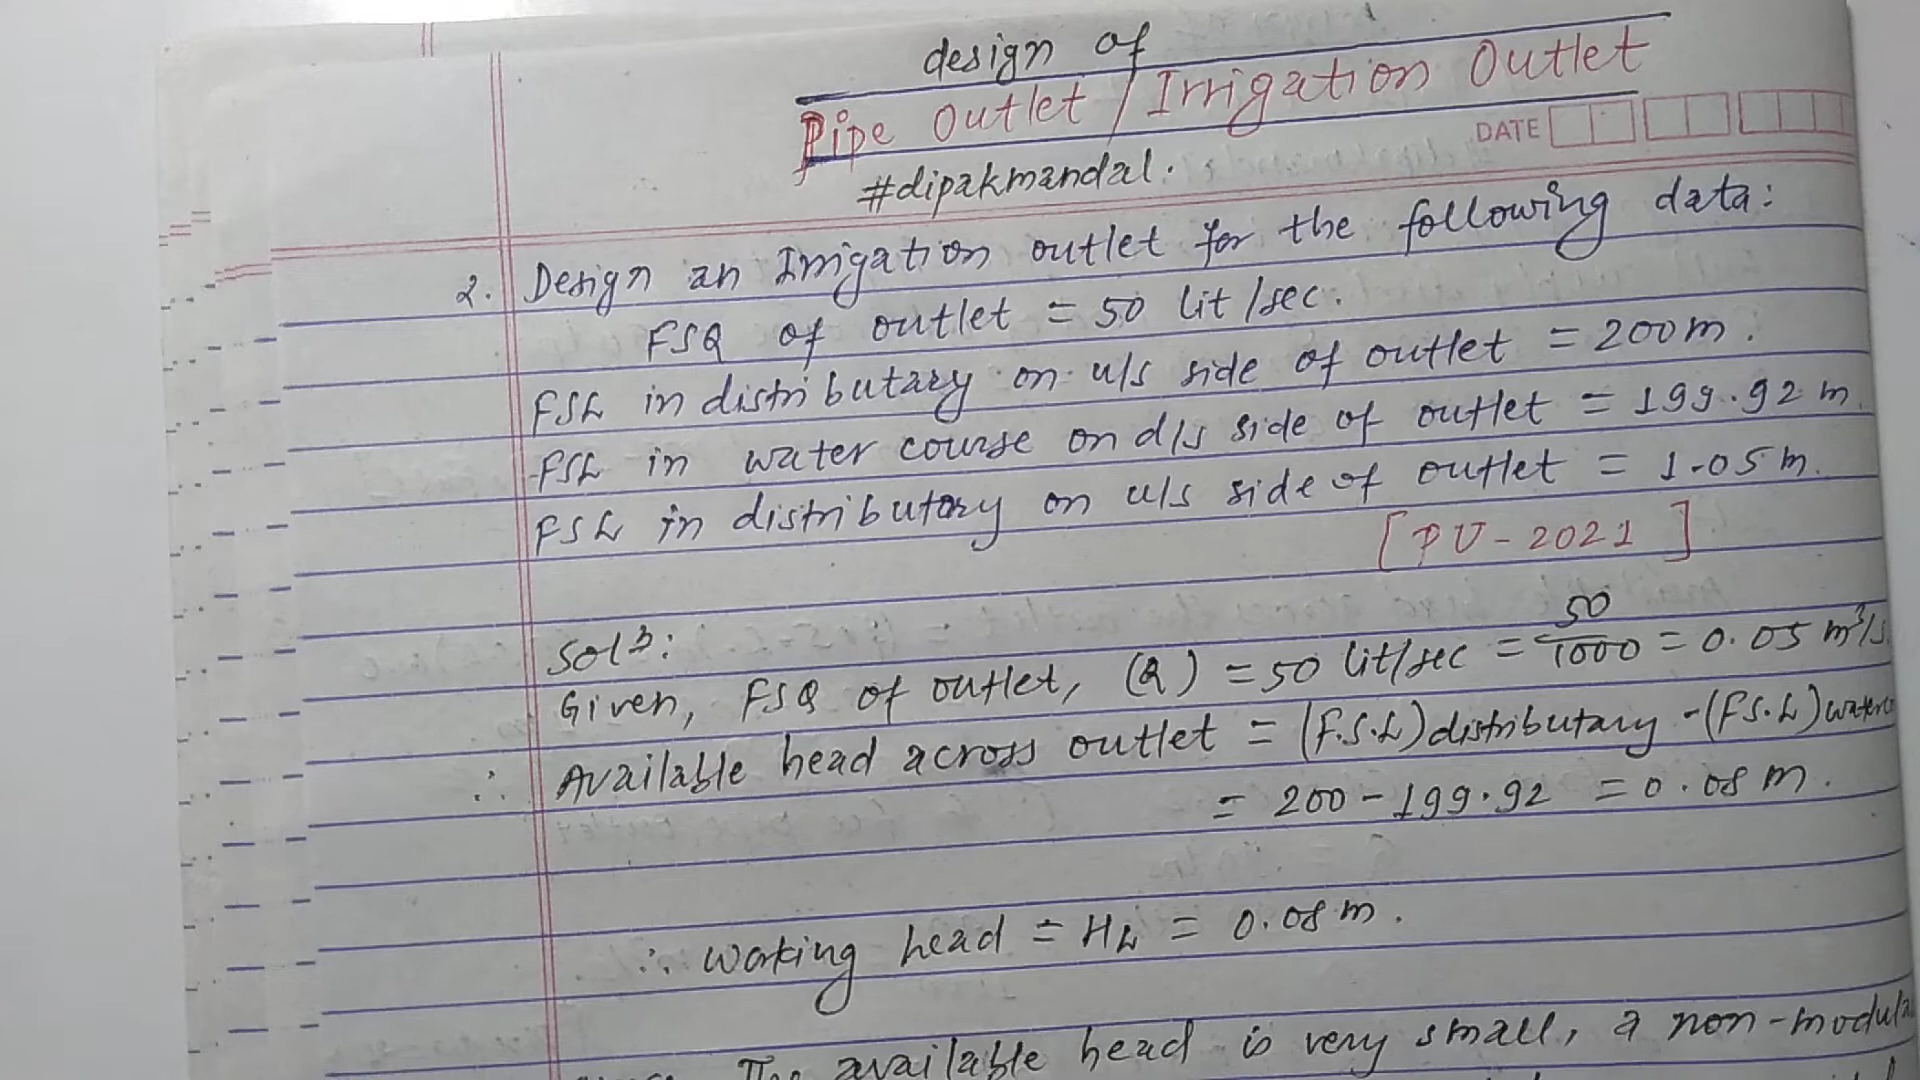 design of
Pipe Outlet / Irrigation Outlet
DATE
#dipakmandal.
2. Design an Irrigation outlet for the following data:
FSQ of outlet = 50 lit/sec.
FSL in distributary on u/s side of outlet = 200m.
FSL in water course on d/s side of outlet = 199.92 m.
FSL in distributory on u/s side of outlet = 1.05 m.
[PU-2021]
Solⁿ:
Given, FSQ of outlet, (Q) = 50 lit/sec = 50/1000 = 0.05 m³/s.
∴ Available head across outlet = (F.S.L) distributary - (F.S.L)
= 200 - 199.92 = 0.08 m.
∴ Working head = HL = 0.08 m.
The available head is very small, a non-modula